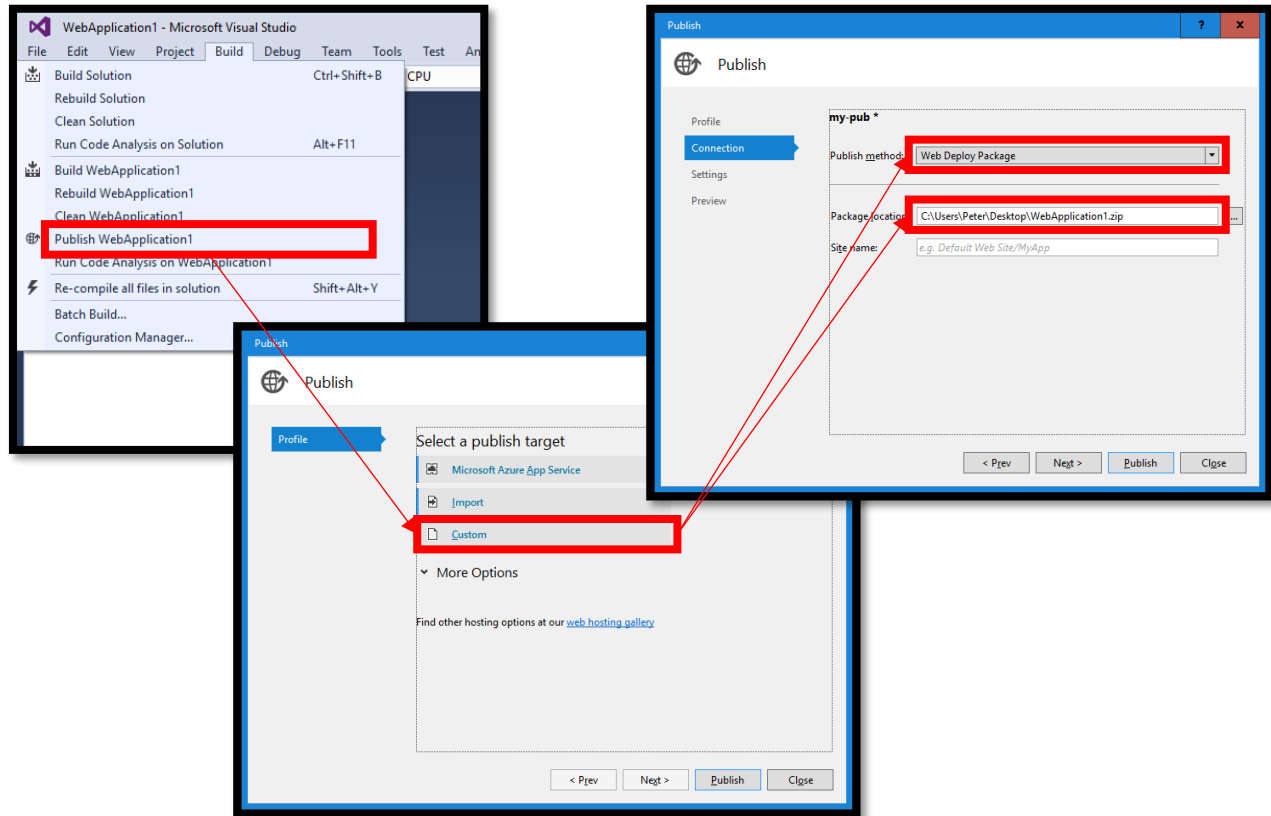 WebApplication1 - Microsoft Visual Studio
File Edit View Project Build Debug Team Tools Test An
Build Solution Ctrl+Shift+B
CPU
Rebuild Solution
Clean Solution
Run Code Analysis on Solution Alt+F11
Build WebApplication1
Rebuild WebApplication1
Clean WebApplication1
Publish WebApplication1
Run Code Analysis on WebApplication1
Re-compile all files in solution Shift+Alt+Y
Batch Build...
Configuration Manager...
Publish
Publish
Profile
Select a publish target
Microsoft Azure App Service
Import
Custom
More Options
Find other hosting options at our web hosting gallery
< Prev Next > Publish Close
Publish ? x
Publish
Profile
Connection
Settings
Preview
my-pub *
Publish method: Web Deploy Package
Package location: C:\Users\Peter\Desktop\WebApplication1.zip ...
Site name: e.g. Default Web Site/MyApp
< Prev Next > Publish Close